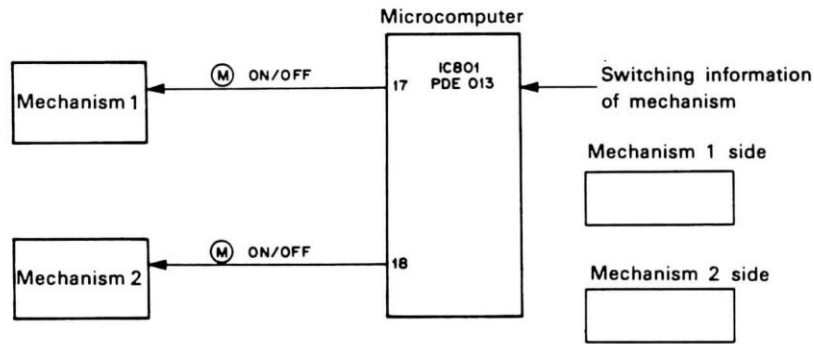 Microcomputer
IC801
PDE 013
M ON/OFF
17
Mechanism 1
Switching information
of mechanism
Mechanism 1 side
M ON/OFF
18
Mechanism 2
Mechanism 2 side